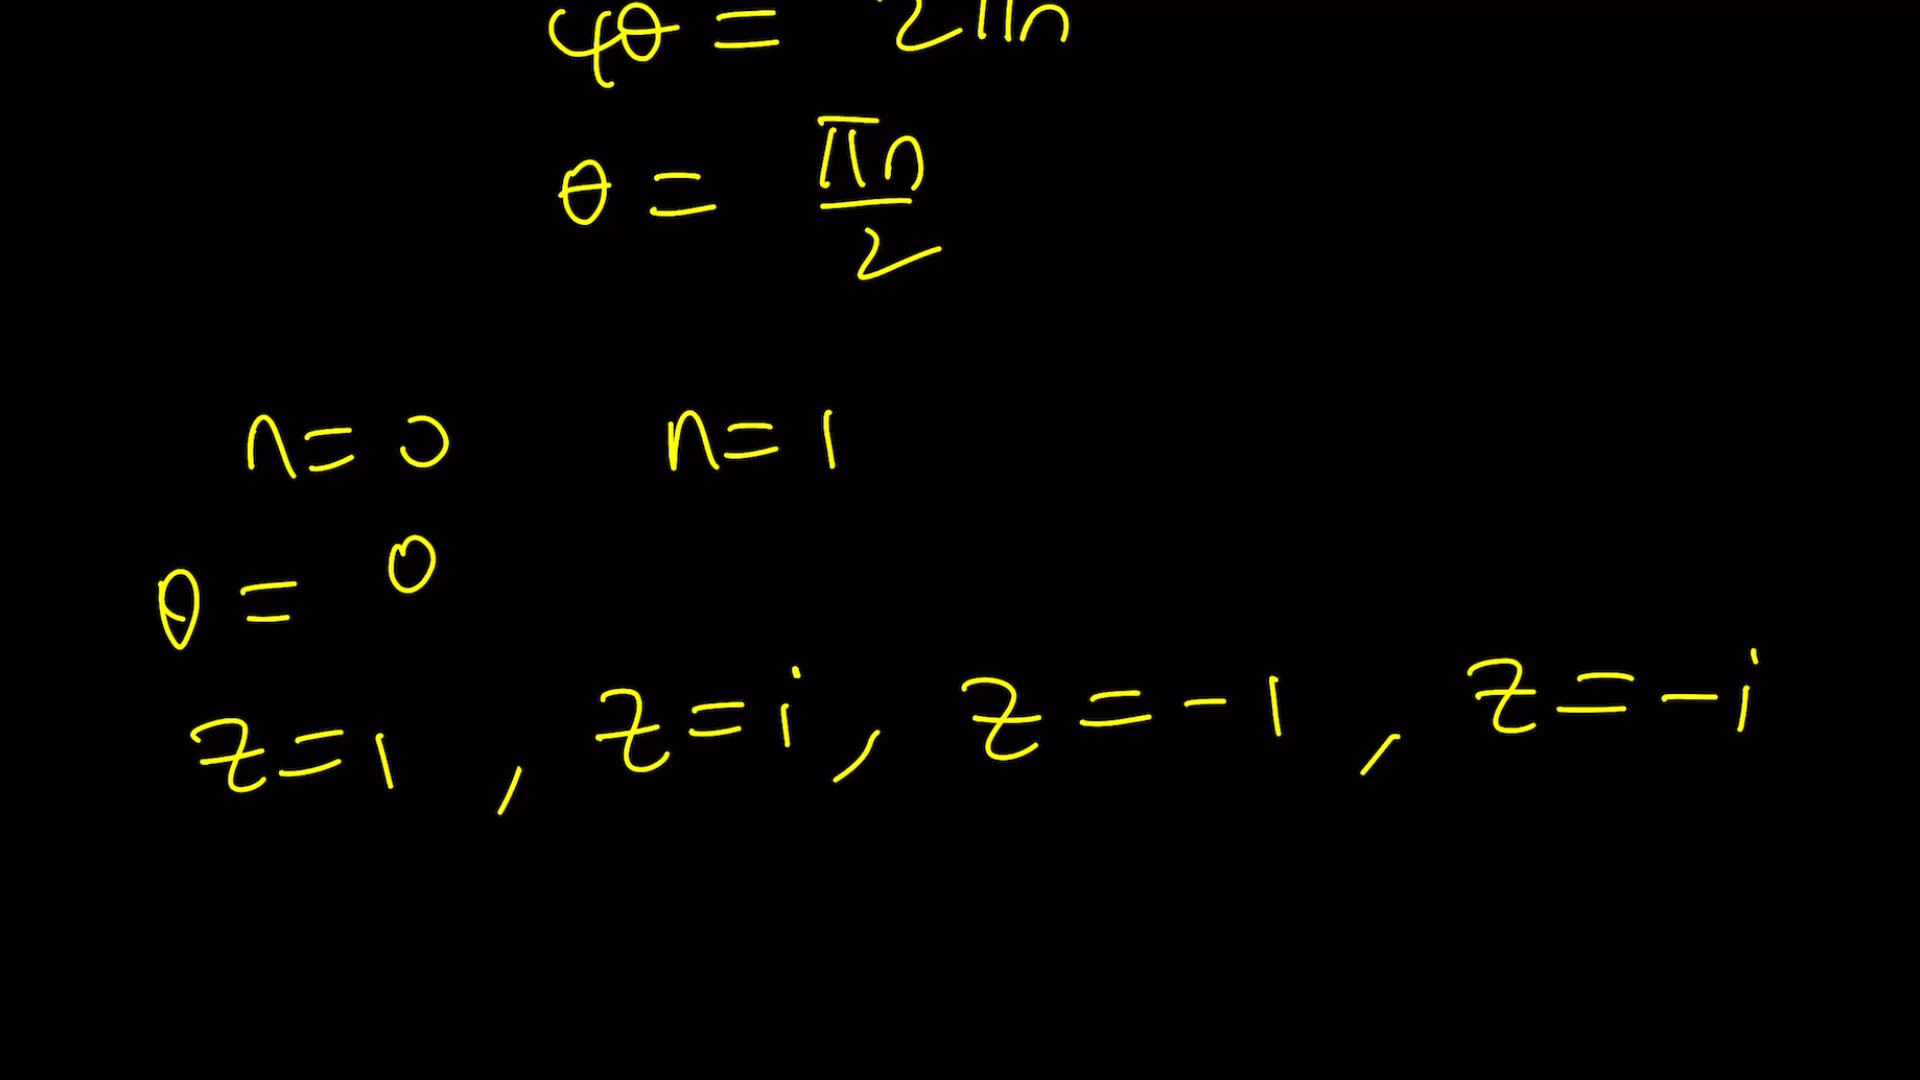 4θ = 2πn
θ = πn/2
n = 0 n = 1
θ = 0
z = 1 , z = i , z = -1 , z = -i